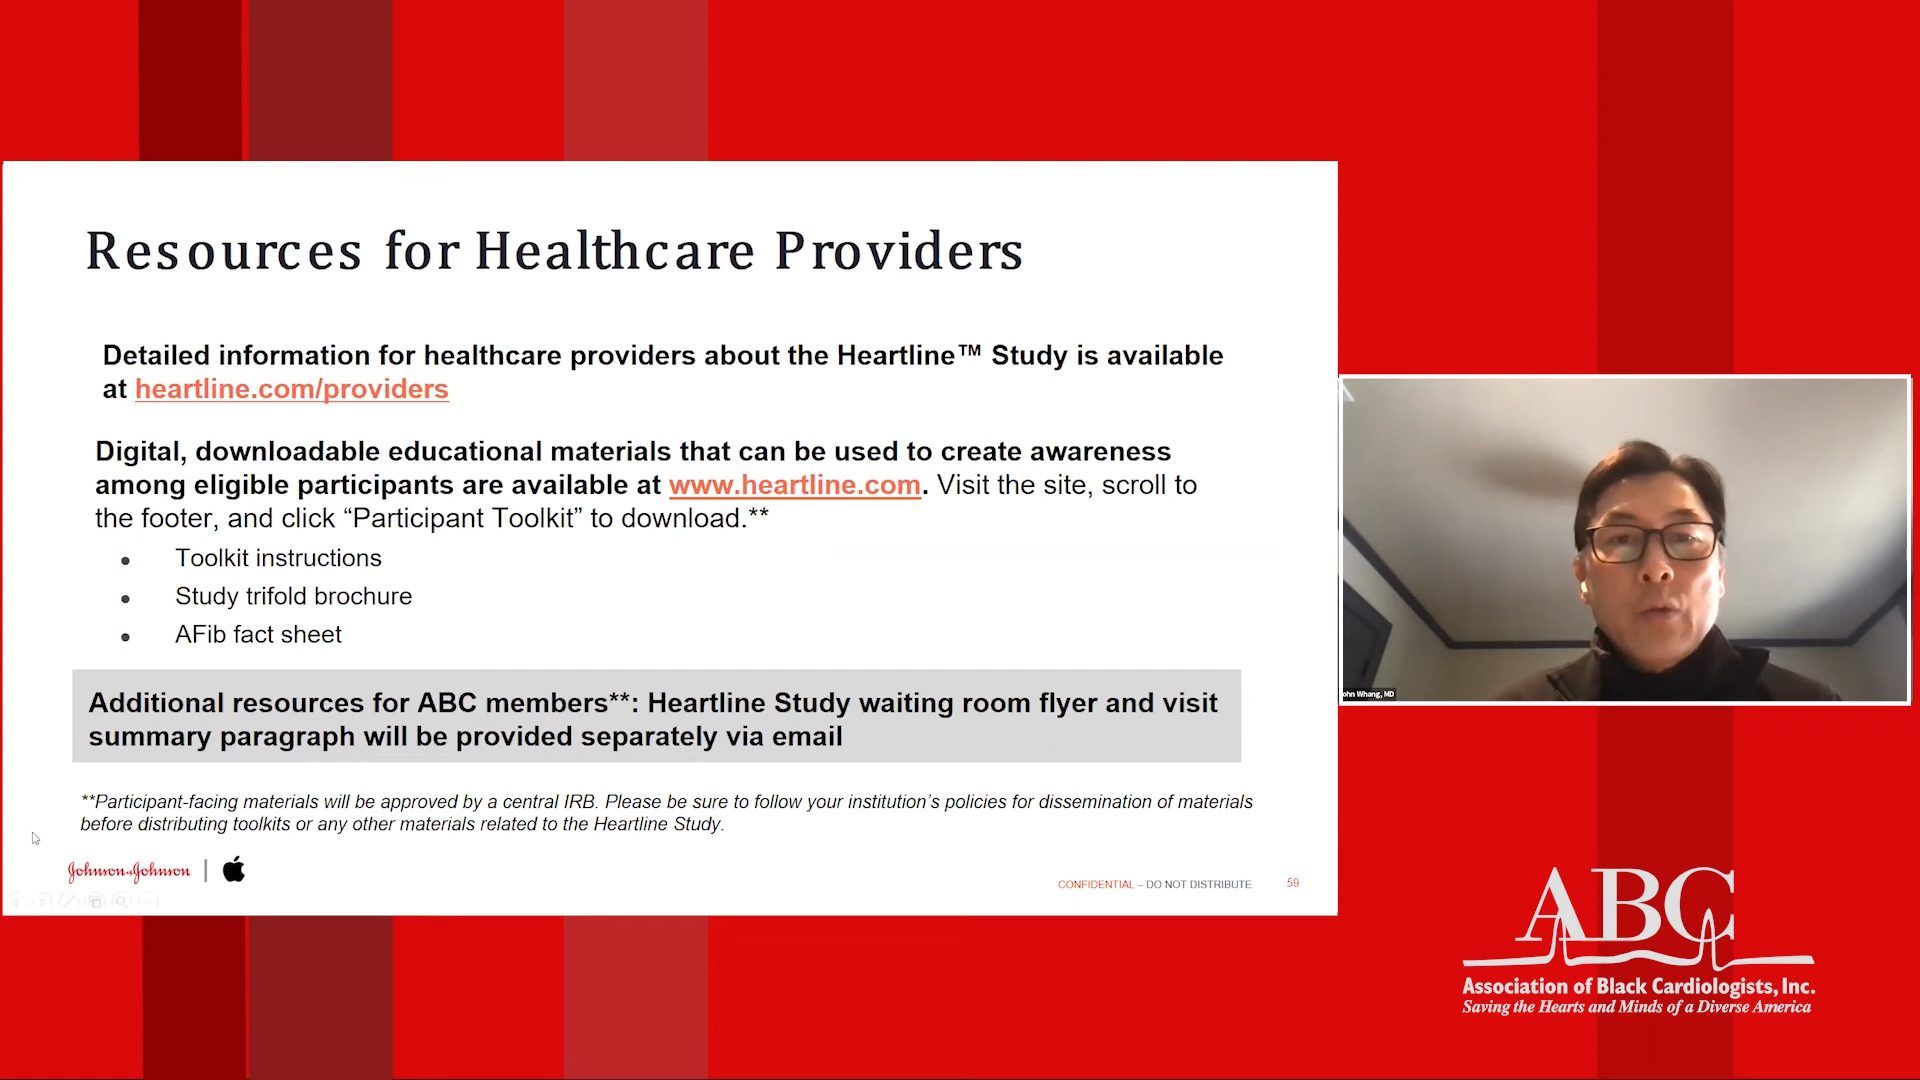 Resources for Healthcare Providers
Detailed information for healthcare providers about the Heartline™ Study is available
at heartline.com/providers
Digital, downloadable educational materials that can be used to create awareness
among eligible participants are available at www.heartline.com. Visit the site, scroll to
the footer, and click “Participant Toolkit” to download.**
• Toolkit instructions
• Study trifold brochure
• AFib fact sheet
Additional resources for ABC members**: Heartline Study waiting room flyer and visit
summary paragraph will be provided separately via email
**Participant-facing materials will be approved by a central IRB. Please be sure to follow your institution’s policies for dissemination of materials
before distributing toolkits or any other materials related to the Heartline Study.
Johnson & Johnson
CONFIDENTIAL – DO NOT DISTRIBUTE 59
ohn Whang, MD
ABC
Association of Black Cardiologists, Inc.
Saving the Hearts and Minds of a Diverse America